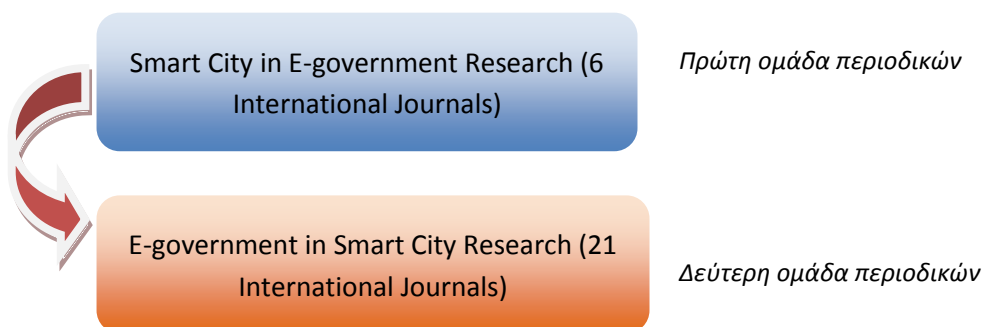 Smart City in E-government Research (6
International Journals)
Πρώτη ομάδα περιοδικών
E-government in Smart City Research (21
International Journals)
Δεύτερη ομάδα περιοδικών